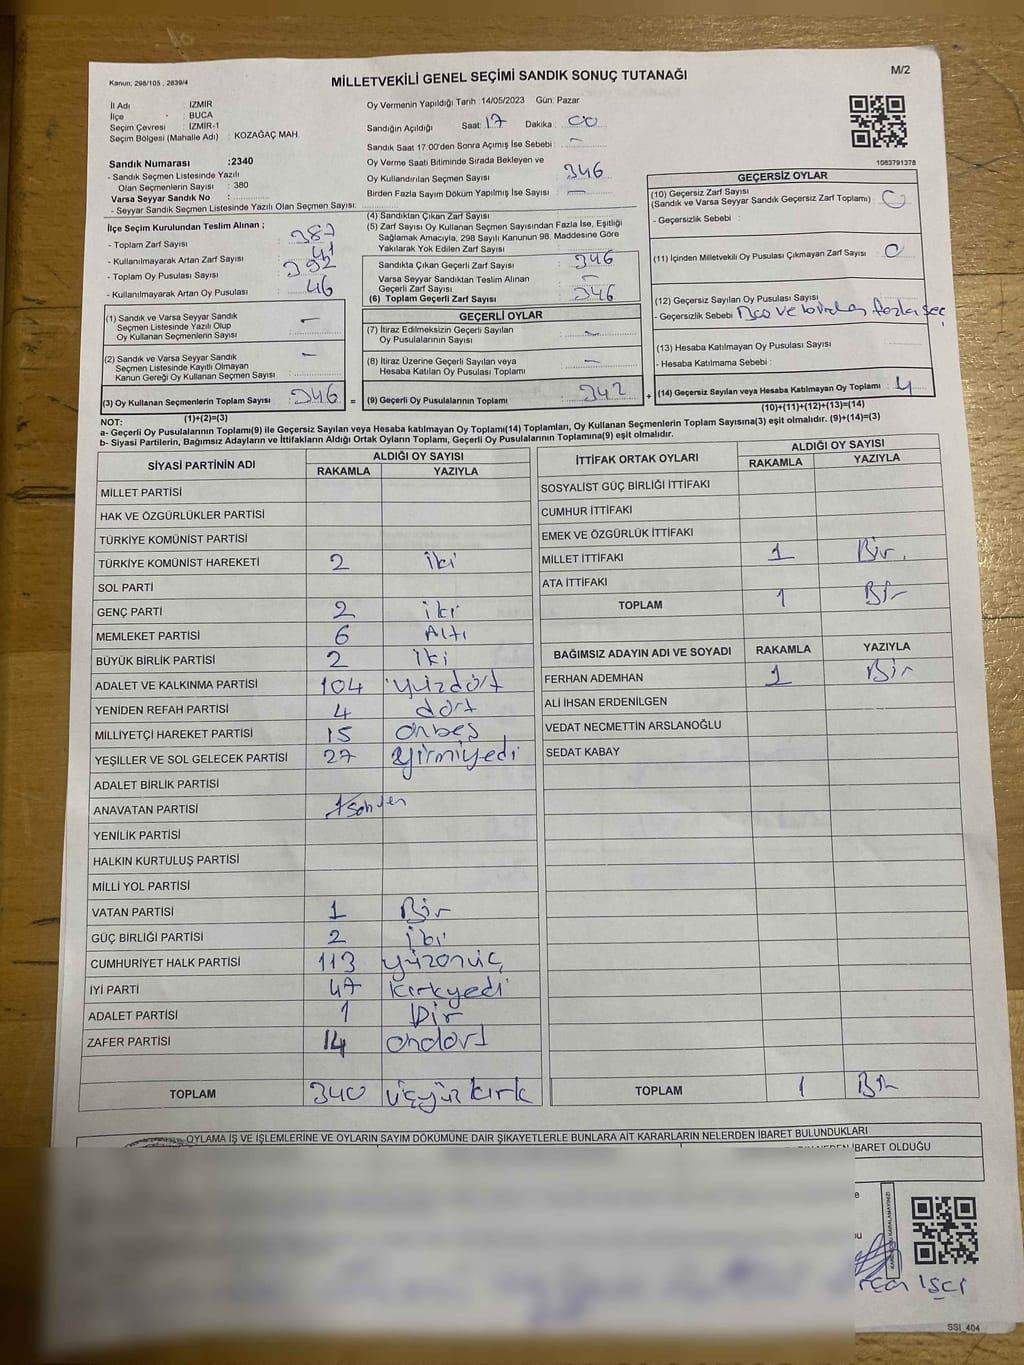 Kanun: 298/105 , 2839/4
MİLLETVEKİLİ GENEL SEÇİMİ SANDIK SONUÇ TUTANAĞI
M/2
İl Adı : İZMİR
İlçe : BUCA
Seçim Çevresi : İZMİR-1
Seçim Bölgesi (Mahalle Adı) : KOZAĞAÇ MAH.
Sandık Numarası :2340
- Sandık Seçmen Listesinde Yazılı
Olan Seçmenlerin Sayısı : 380
Varsa Seyyar Sandık No :
- Seyyar Sandık Seçmen Listesinde Yazılı Olan Seçmen Sayısı:
Oy Vermenin Yapıldığı Tarih :14/05/2023 Gün: Pazar
Sandığın Açıldığı Saat: 17 Dakika : 00
Sandık Saat 17:00'den Sonra Açımış İse Sebebi : —
Oy Verme Saati Bitiminde Sırada Bekleyen ve
Oy Kullandırılan Seçmen Sayısı : 346
Birden Fazla Sayım Döküm Yapılmış İse Sayısı : —
1083791378
İlçe Seçim Kurulundan Teslim Alınan ;
- Toplam Zarf Sayısı : 387
- Kullanılmayarak Artan Zarf Sayısı : 41
- Toplam Oy Pusulası Sayısı : 392
- Kullanılmayarak Artan Oy Pusulası : 46
(1) Sandık ve Varsa Seyyar Sandık
Seçmen Listesinde Yazılı Olup
Oy Kullanan Seçmenlerin Sayısı : —
(2) Sandık ve Varsa Seyyar Sandık
Seçmen Listesinde Kayıtlı Olmayan
Kanun Gereği Oy Kullanan Seçmen Sayısı : —
(3) Oy Kullanan Seçmenlerin Toplam Sayısı : 346 =
(1)+(2)=(3)
(4) Sandıktan Çıkan Zarf Sayısı :
(5) Zarf Sayısı Oy Kullanan Seçmen Sayısından Fazla İse, Eşitliği
Sağlamak Amacıyla, 298 Sayılı Kanunun 98. Maddesine Göre
Yakılarak Yok Edilen Zarf Sayısı :
Sandıkta Çıkan Geçerli Zarf Sayısı : 346
Varsa Seyyar Sandıktan Teslim Alınan
Geçerli Zarf Sayısı : —
(6) Toplam Geçerli Zarf Sayısı : 346
GEÇERLİ OYLAR
(7) İtiraz Edilmeksizin Geçerli Sayılan
Oy Pusulalarının Sayısı : —
(8) İtiraz Üzerine Geçerli Sayılan veya
Hesaba Katılan Oy Pusulası Toplamı : —
(9) Geçerli Oy Pusulalarının Toplamı : 342 +
GEÇERSİZ OYLAR
(10) Geçersiz Zarf Sayısı
(Sandık ve Varsa Seyyar Sandık Geçersiz Zarf Toplamı) : 0
- Geçersizlik Sebebi :
(11) İçinden Milletvekili Oy Pusulası Çıkmayan Zarf Sayısı : 0
(12) Geçersiz Sayılan Oy Pusulası Sayısı :
- Geçersizlik Sebebi : ve birden fazla seç
(13) Hesaba Katılmayan Oy Pusulası Sayısı :
- Hesaba Katılmama Sebebi :
(14) Geçersiz Sayılan veya Hesaba Katılmayan Oy Toplamı : 4
(10)+(11)+(12)+(13)=(14)
NOT:
a- Geçerli Oy Pusulalarının Toplamı(9) ile Geçersiz Sayılan veya Hesaba katılmayan Oy Toplamı(14) Toplamları, Oy Kullanan Seçmenlerin Toplam Sayısına(3) eşit olmalıdır. (9)+(14)=(3)
b- Siyasi Partilerin, Bağımsız Adayların ve İttifakların Aldığı Ortak Oyların Toplamı, Geçerli Oy Pusulalarının Toplamına(9) eşit olmalıdır.
SİYASİ PARTİNİN ADI ALDIĞI OY SAYISI
RAKAMLA YAZIYLA
MİLLET PARTİSİ
HAK VE ÖZGÜRLÜKLER PARTİSİ
TÜRKİYE KOMÜNİST PARTİSİ
TÜRKİYE KOMÜNİST HAREKETİ 2 iki
SOL PARTİ
GENÇ PARTİ 2 iki
MEMLEKET PARTİSİ 6 Altı
BÜYÜK BİRLİK PARTİSİ 2 iki
ADALET VE KALKINMA PARTİSİ 104 yüzdört
YENİDEN REFAH PARTİSİ 4 dört
MİLLİYETÇİ HAREKET PARTİSİ 15 onbeş
YEŞİLLER VE SOL GELECEK PARTİSİ 27 yirmiyedi
ADALET BİRLİK PARTİSİ
ANAVATAN PARTİSİ
YENİLİK PARTİSİ
HALKIN KURTULUŞ PARTİSİ
MİLLİ YOL PARTİSİ
VATAN PARTİSİ 1 Bir
GÜÇ BİRLİĞİ PARTİSİ 2 iki
CUMHURİYET HALK PARTİSİ 113 yüzonüç
İYİ PARTİ 47 kırkyedi
ADALET PARTİSİ 1 Bir
ZAFER PARTİSİ 14 ondört
TOPLAM 340 üçyüz kırk
İTTİFAK ORTAK OYLARI ALDIĞI OY SAYISI
RAKAMLA YAZIYLA
SOSYALİST GÜÇ BİRLİĞİ İTTİFAKI
CUMHUR İTTİFAKI
EMEK VE ÖZGÜRLÜK İTTİFAKI
MİLLET İTTİFAKI 1 Bir.
ATA İTTİFAKI
TOPLAM 1 Bir
BAĞIMSIZ ADAYIN ADI VE SOYADI RAKAMLA YAZIYLA
FERHAN ADEMHAN 1 Bir
ALİ İHSAN ERDENİLGEN
VEDAT NECMETTİN ARSLANOĞLU
SEDAT KABAY
TOPLAM 1 Bir
OYLAMA İŞ VE İŞLEMLERİNE VE OYLARIN SAYIM DÖKÜMÜNE DAİR ŞİKAYETLERLE BUNLARA AİT KARARLARIN NELERDEN İBARET BULUNDUKLARI
İBARET OLDUĞU
SSI_404